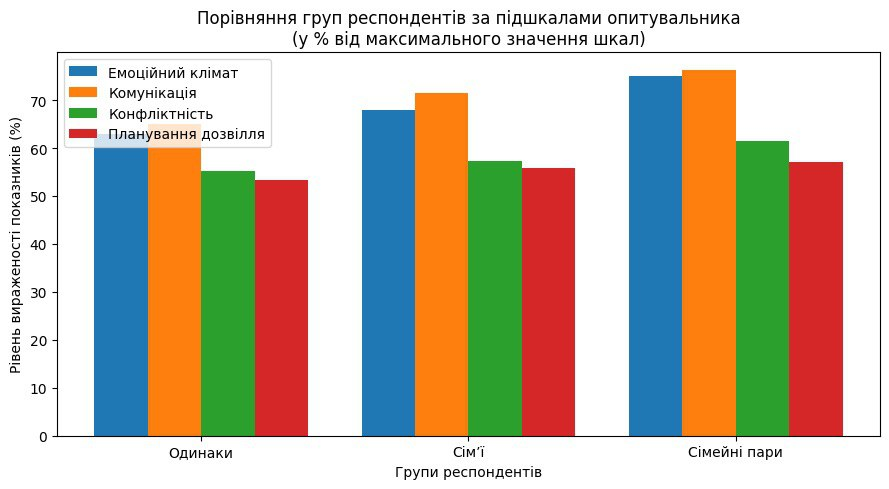 Порівняння груп респондентів за підшкалами опитувальника
(у % від максимального значення шкал)
Емоційний клімат
Комунікація
Конфліктність
Планування дозвілля
Рівень вираженості показників (%)
70
60
50
40
30
20
10
0
Одинаки
Сім’ї
Сімейні пари
Групи респондентів